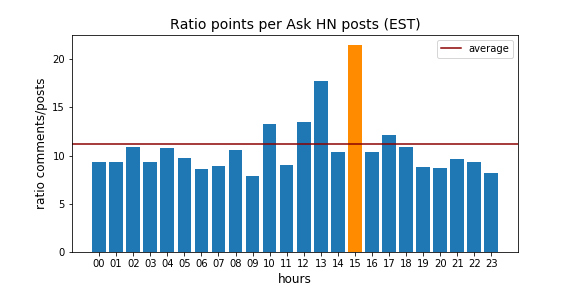 Ratio points per Ask HN posts (EST)
average
ratio comments/posts
20
15
10
5
0
00 01 02 03 04 05 06 07 08 09 10 11 12 13 14 15 16 17 18 19 20 21 22 23
hours